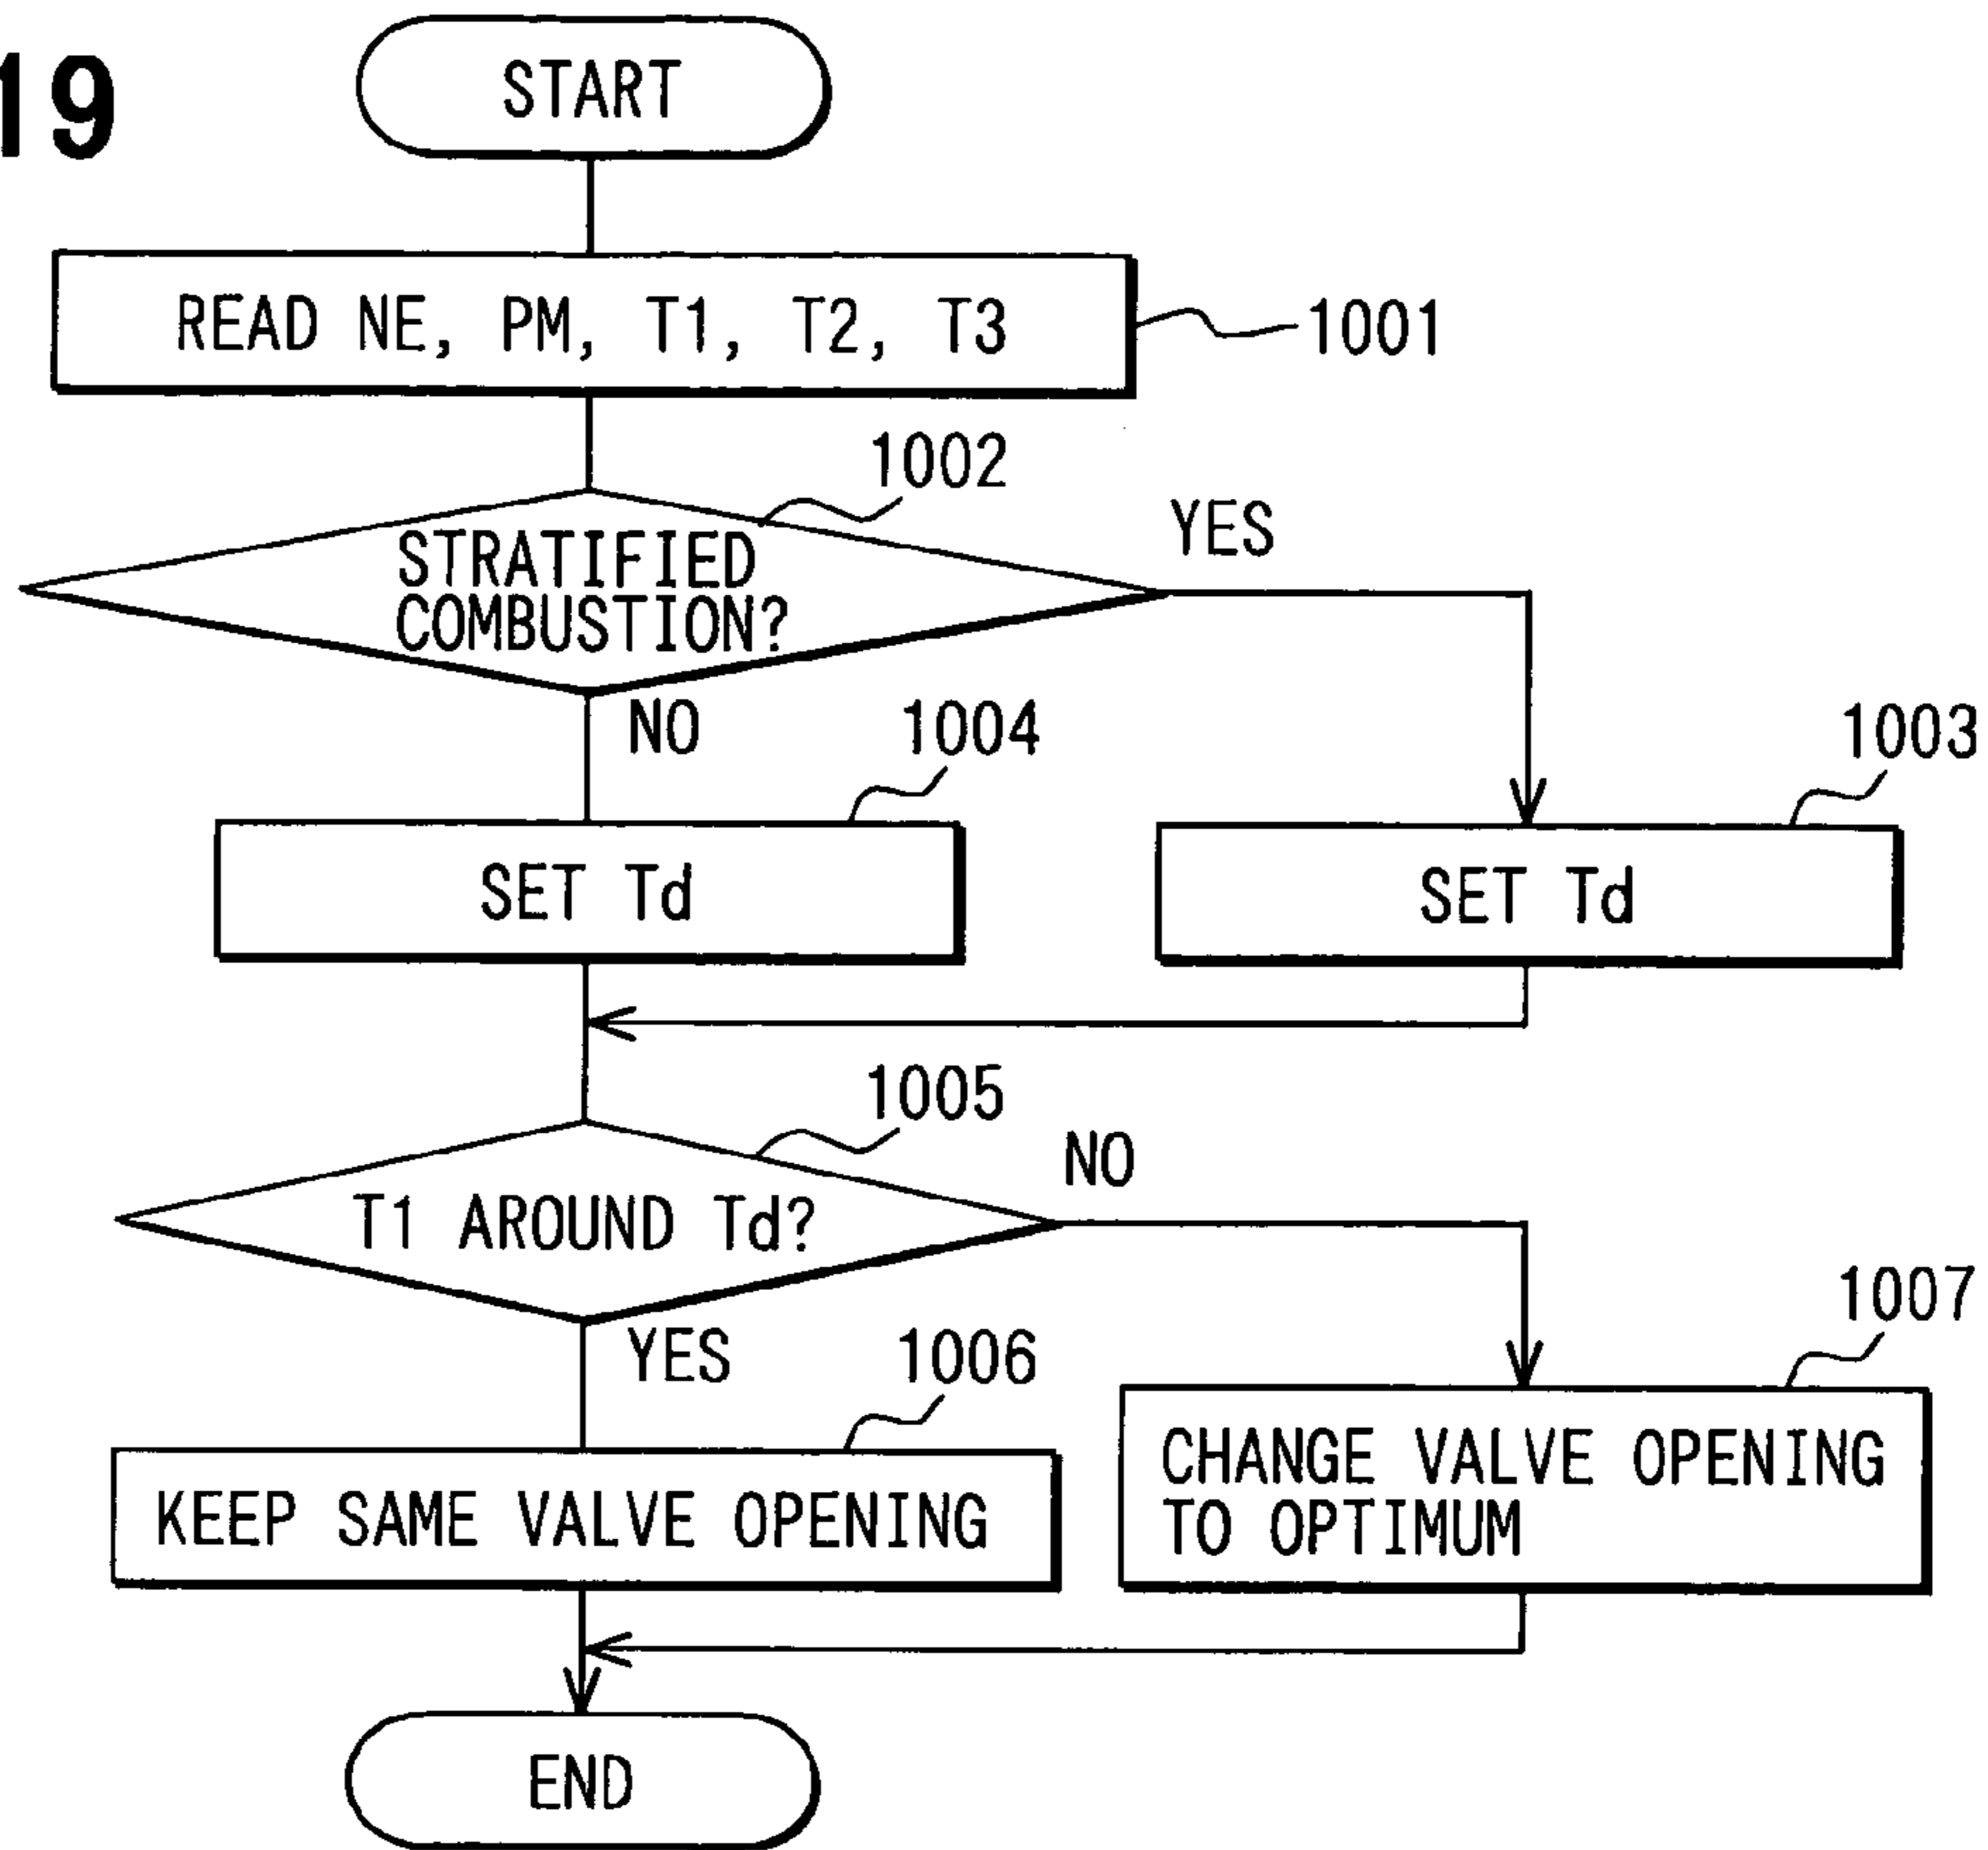 19
START
READ NE, PM, T1, T2, T3
1001
1002
STRATIFIED
COMBUSTION?
YES
NO
1004
1003
SET Td
SET Td
1005
T1 AROUND Td?
NO
YES
1006
1007
KEEP SAME VALVE OPENING
CHANGE VALVE OPENING
TO OPTIMUM
END